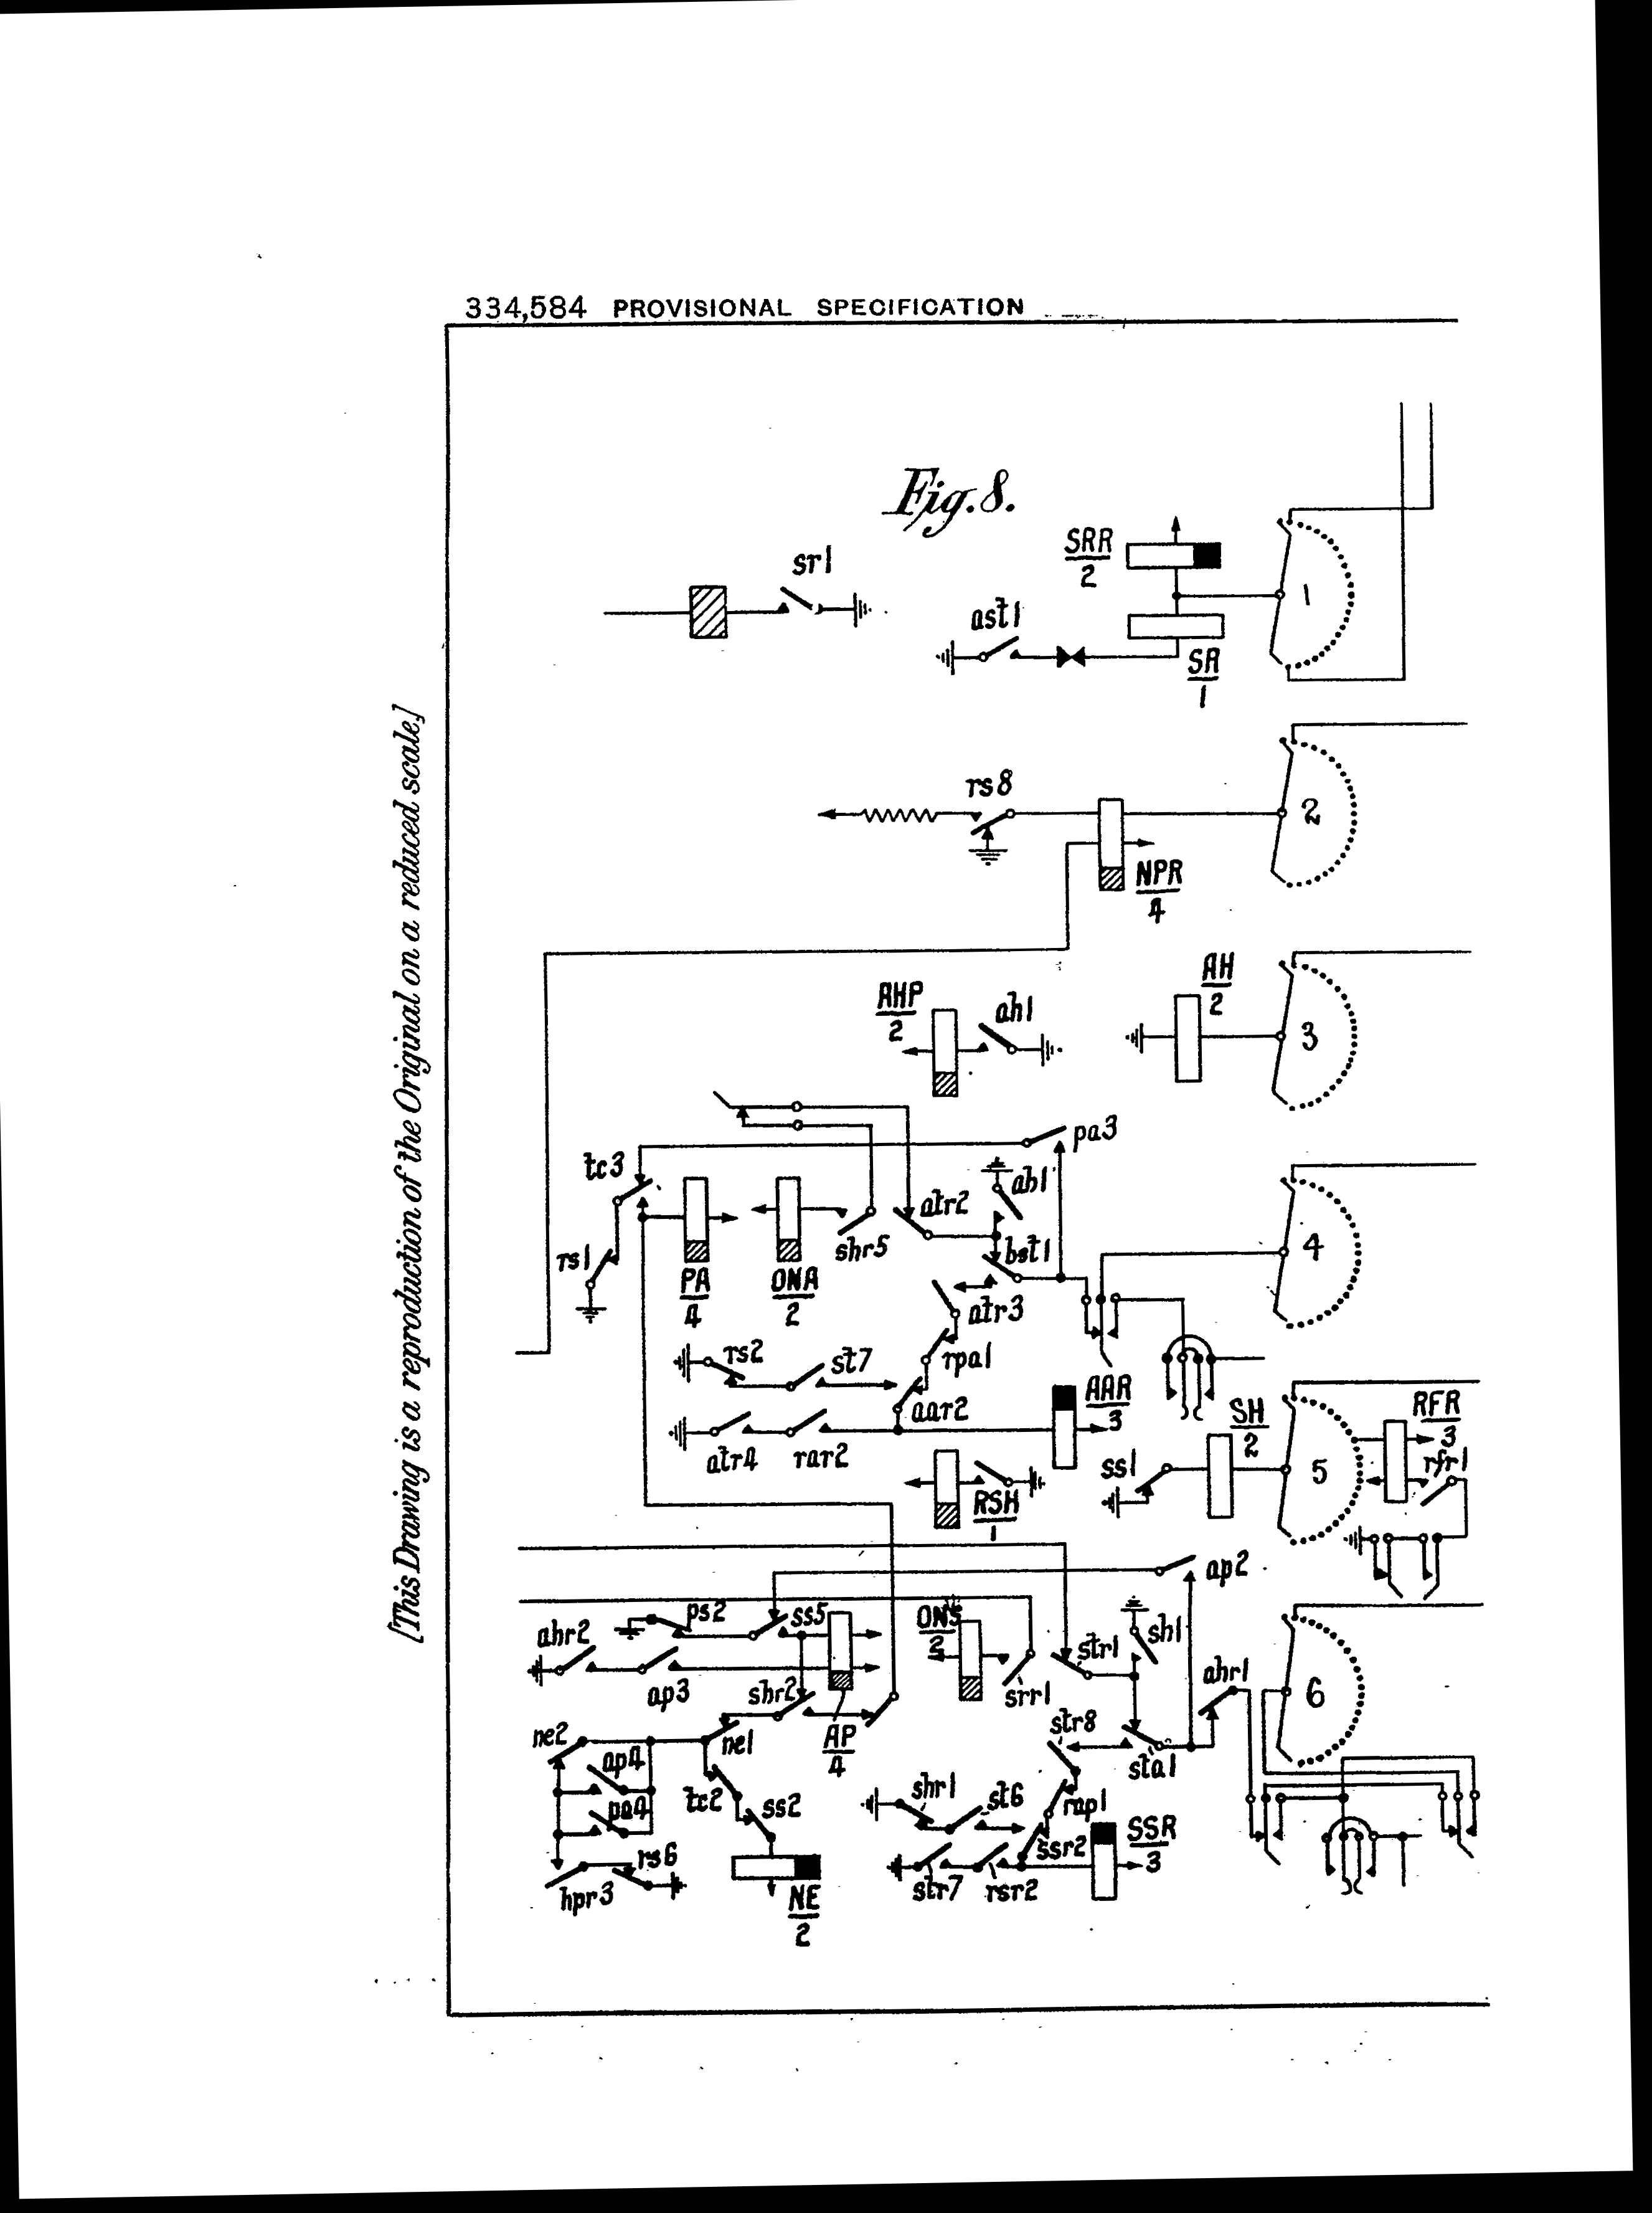 334,584 PROVISIONAL SPECIFICATION
[This Drawing is a reproduction of the Original on a reduced scale.]
Fig. 8.
SRR
2
sr1
1
ast1
SR
1
rs8
2
NPR
4
AH
2
AHP
2
ah1
3
pa3
tc3
ab1
atr2
shr5
bst1
4
rs1
PA
4
ONA
2
atr3
rs2
st7
rpa1
AAR
3
aar2
SH
2
RFR
3
atr4
rar2
ss1
5
rfr1
RSH
1
ap2
ps2
ss5
ONS
2
ahr2
sh1
str1
ahr1
ap3
shr2
srr1
6
str8
ne2
ne1
AP
4
sta1
ap4
tc2
shr1
st6
rap1
pa4
ss2
SSR
3
rs6
ssr2
hpr3
NE
2
str7
rsr2